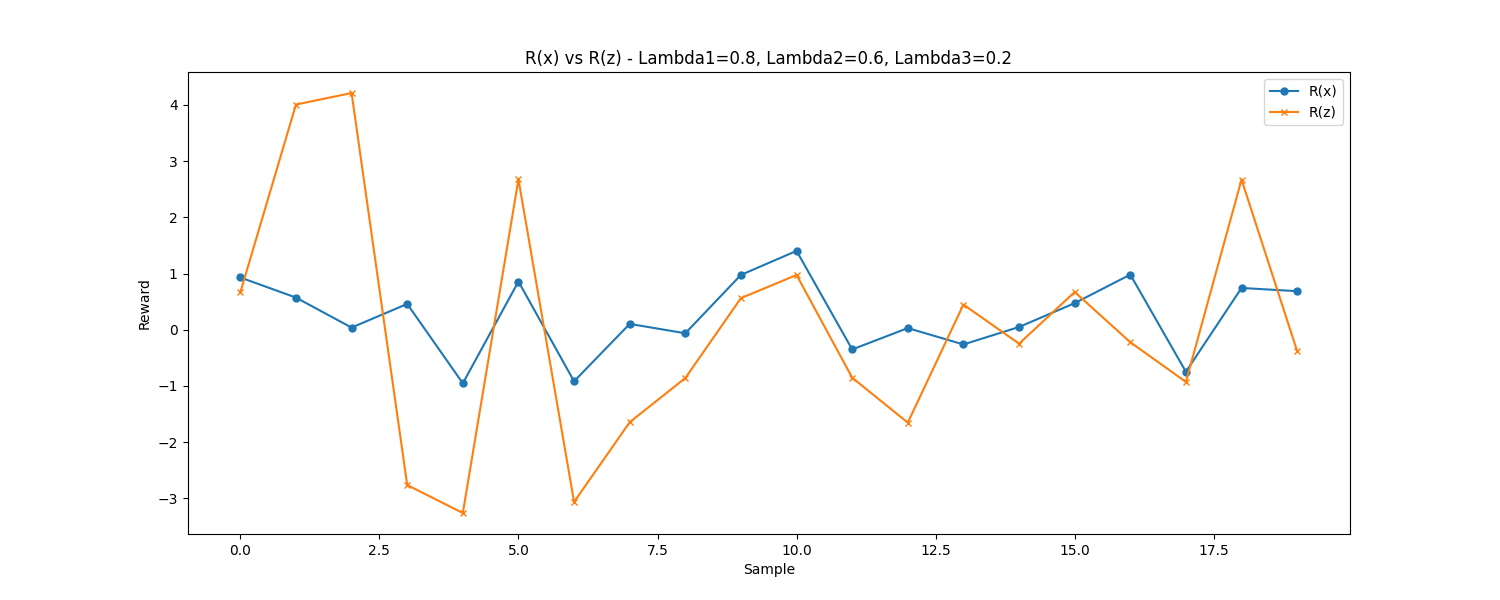 R(x) vs R(z) - Lambda1=0.8, Lambda2=0.6, Lambda3=0.2
R(x)
R(z)
Reward
4
3
2
1
0
−1
−2
−3
0.0 2.5 5.0 7.5 10.0 12.5 15.0 17.5
Sample